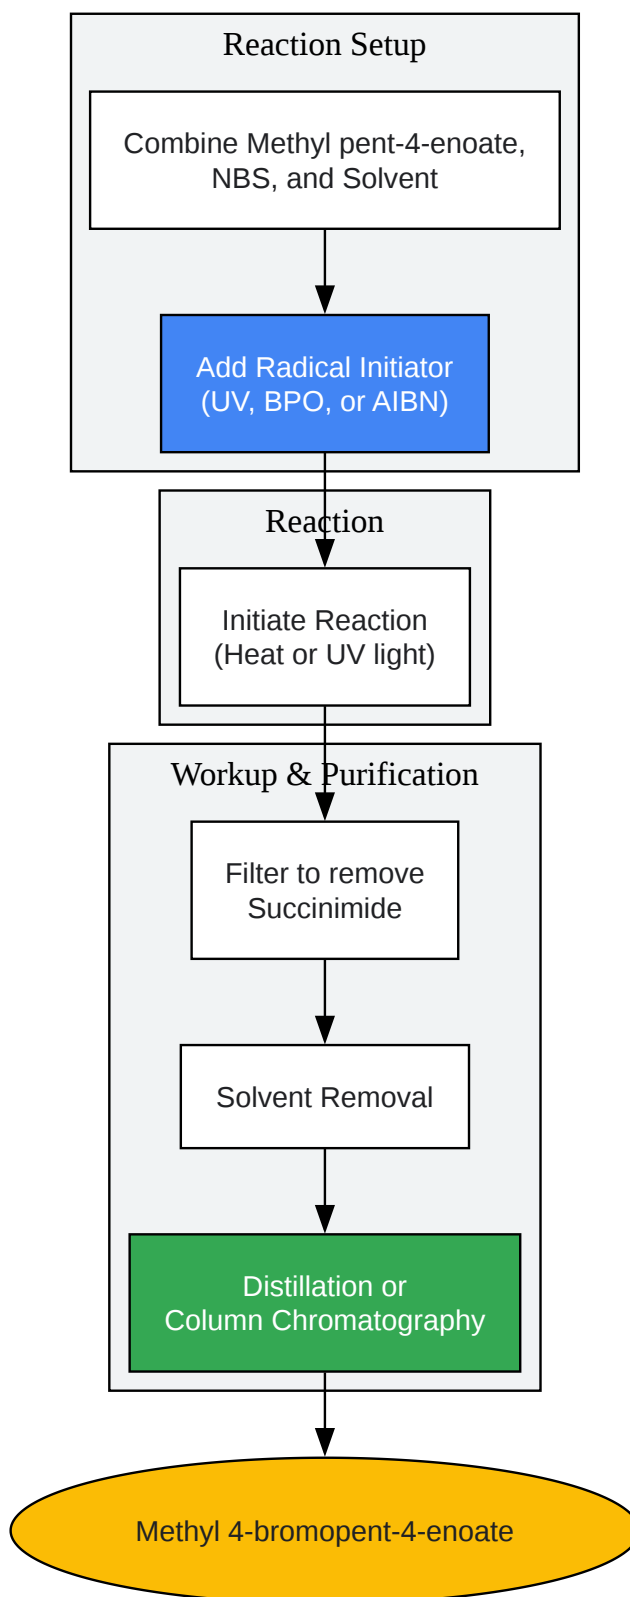 Reaction Setup
Combine Methyl pent-4-enoate,
NBS, and Solvent
Add Radical Initiator
(UV, BPO, or AIBN)
Reaction
Initiate Reaction
(Heat or UV light)
Workup & Purification
Filter to remove
Succinimide
Solvent Removal
Distillation or
Column Chromatography
Methyl 4-bromopent-4-enoate